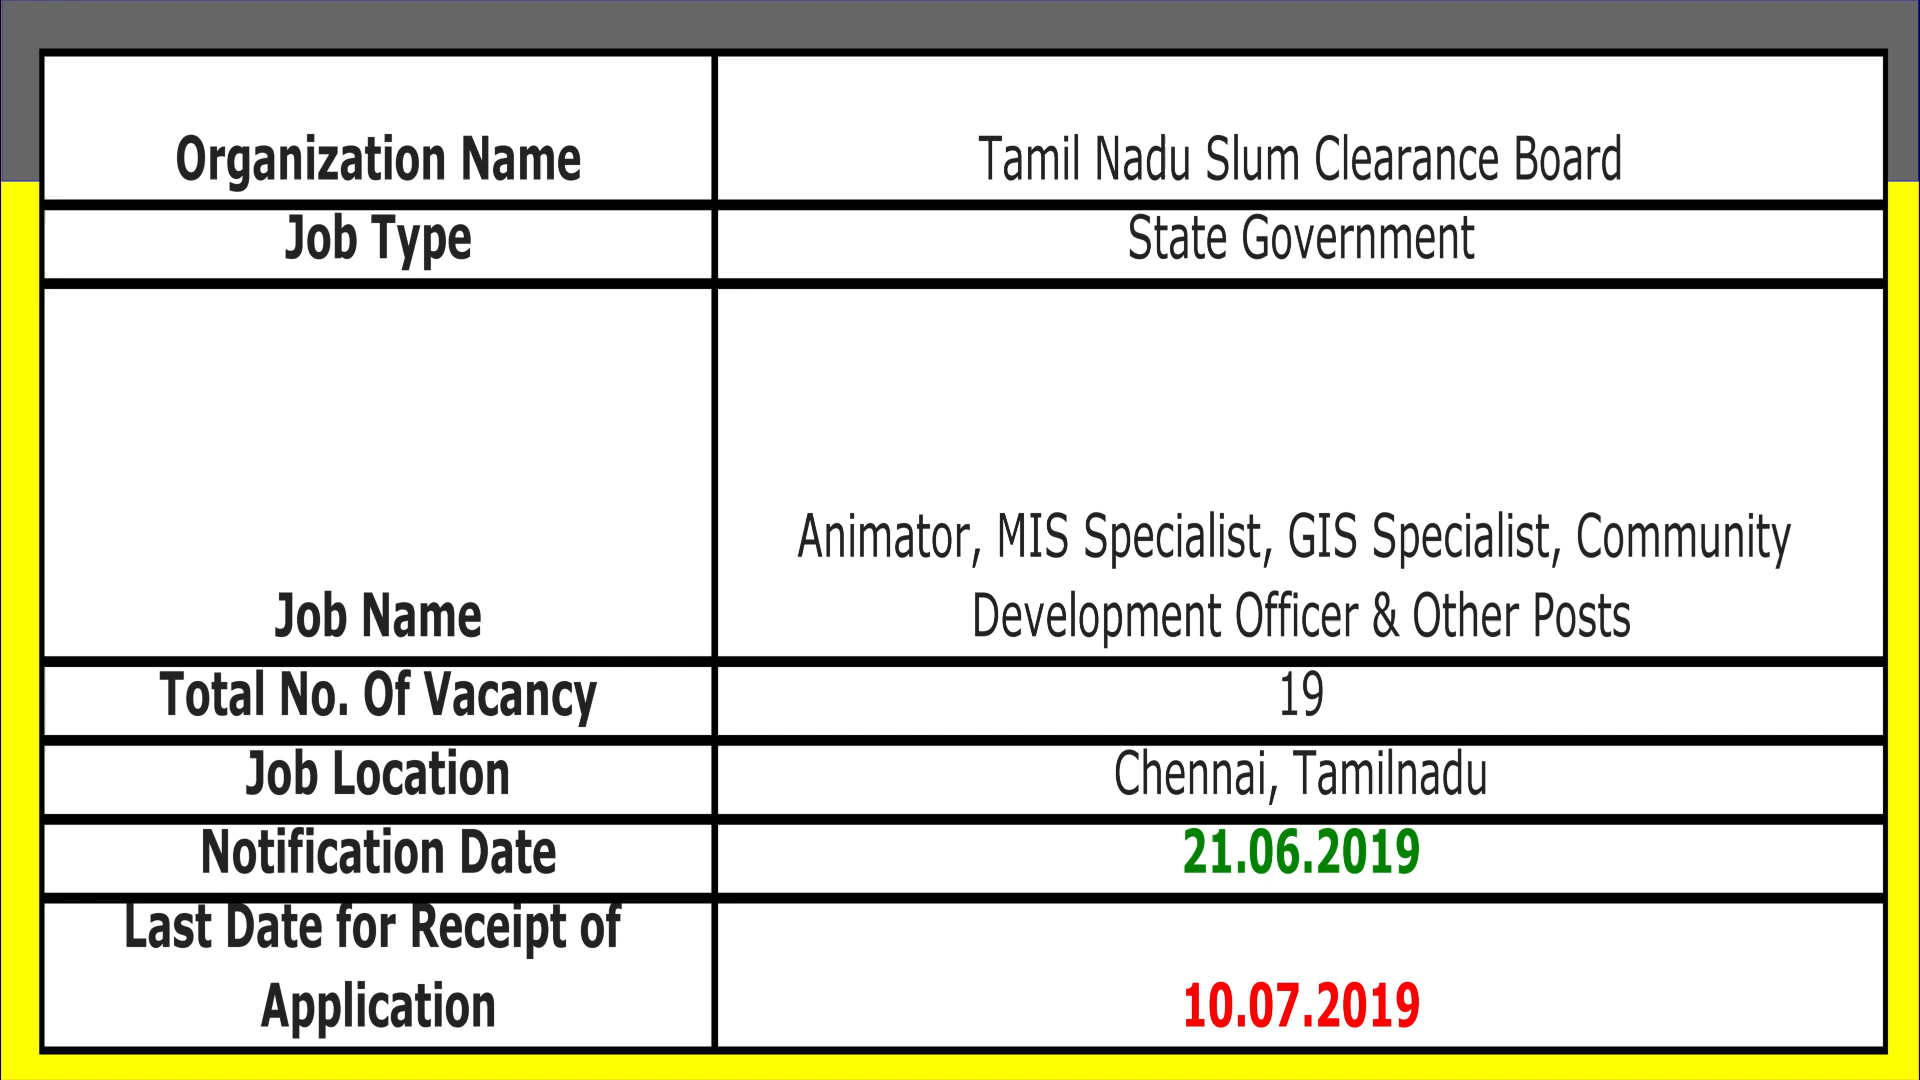 Organization Name Tamil Nadu Slum Clearance Board
Job Type State Government
Animator, MIS Specialist, GIS Specialist, Community
Job Name Development Officer & Other Posts
Total No. Of Vacancy 19
Job Location Chennai, Tamilnadu
Notification Date 21.06.2019
Last Date for Receipt of
Application 10.07.2019